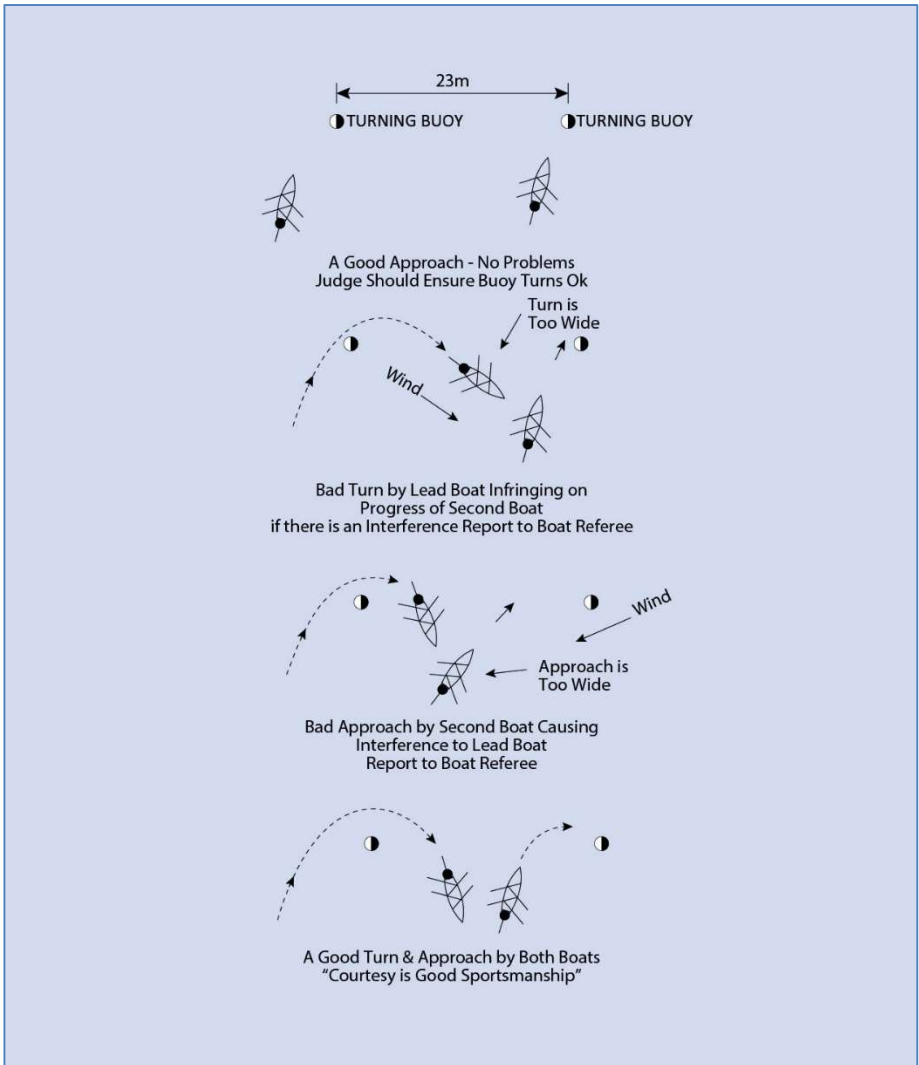 23m
TURNING BUOY
TURNING BUOY
A Good Approach - No Problems
Judge Should Ensure Buoy Turns Ok
Turn is
Too Wide
Wind
Bad Turn by Lead Boat Infringing on
Progress of Second Boat
if there is an Interference Report to Boat Referee
Wind
Approach is
Too Wide
Bad Approach by Second Boat Causing
Interference to Lead Boat
Report to Boat Referee
A Good Turn & Approach by Both Boats
“Courtesy is Good Sportsmanship”